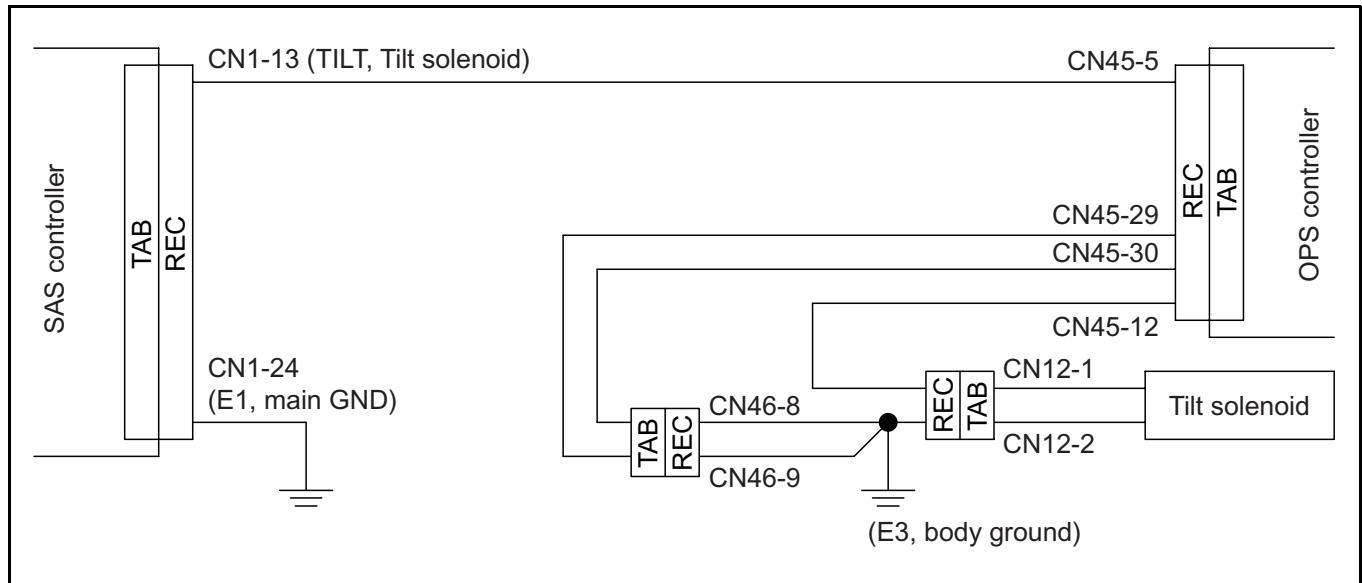 CN1-13 (TILT, Tilt solenoid)
CN45-5
SAS controller
TAB
REC
REC
TAB
OPS controller
CN45-29
CN45-30
CN45-12
CN1-24
(E1, main GND)
CN46-8
CN46-9
TAB
REC
REC
TAB
CN12-1
CN12-2
Tilt solenoid
(E3, body ground)